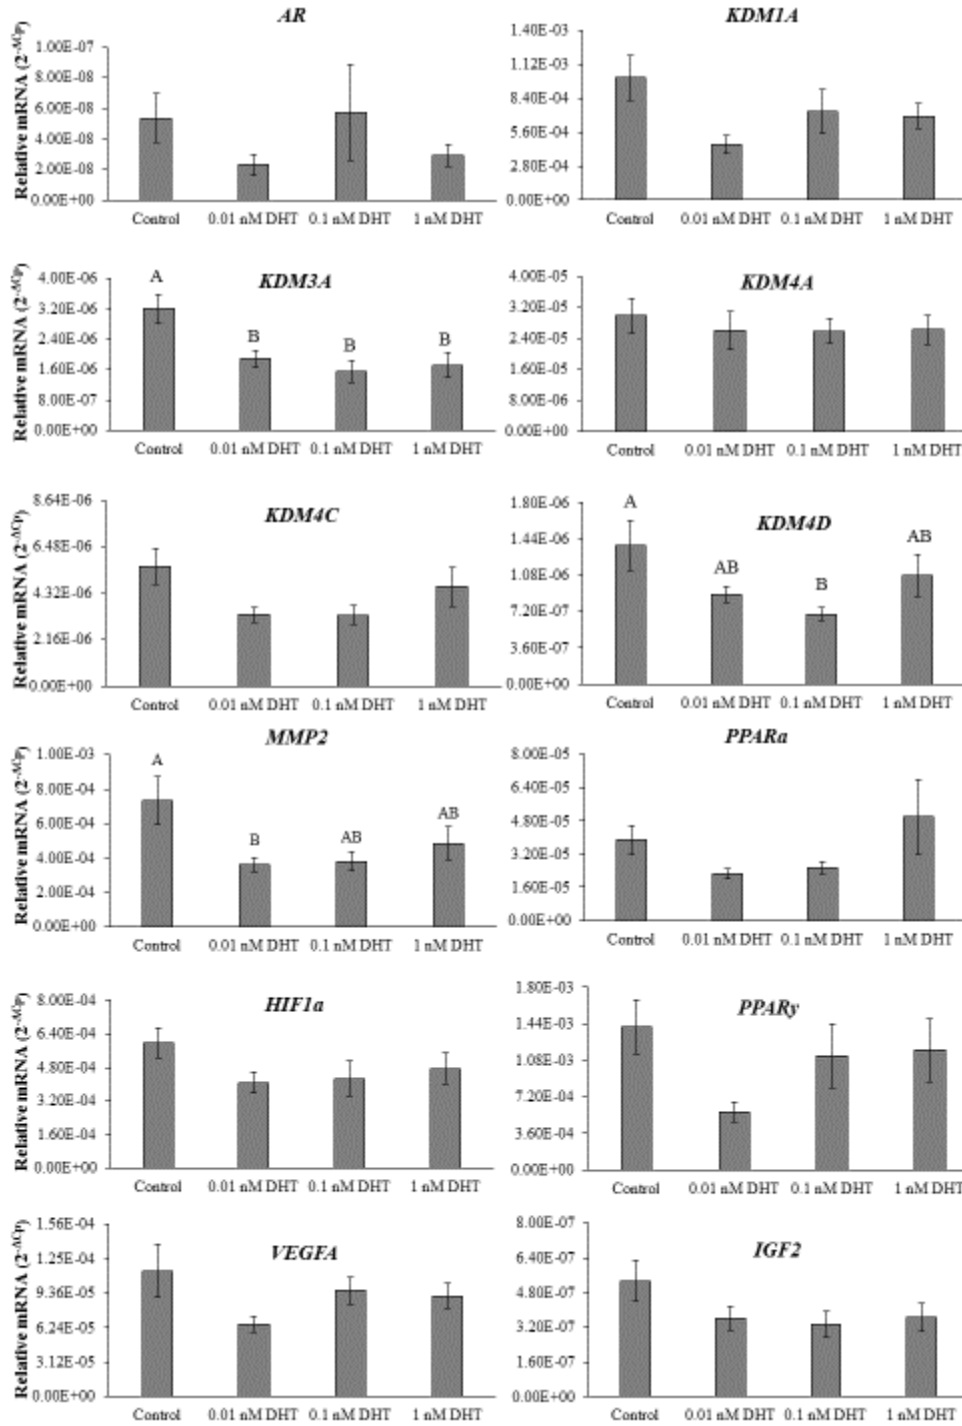 AR
Relative mRNA (2-ΔCp)
1.00E-07
8.00E-08
6.00E-08
4.00E-08
2.00E-08
0.00E+00
Control 0.01 nM DHT 0.1 nM DHT 1 nM DHT
KDM1A
1.40E-03
1.12E-03
8.40E-04
5.60E-04
2.80E-04
0.00E+00
Control 0.01 nM DHT 0.1 nM DHT 1 nM DHT
KDM3A
Relative mRNA (2-ΔCp)
4.00E-06
3.20E-06
2.40E-06
1.60E-06
8.00E-07
0.00E+00
A
B
B
B
Control 0.01 nM DHT 0.1 nM DHT 1 nM DHT
KDM4A
4.00E-05
3.20E-05
2.40E-05
1.60E-05
8.00E-06
0.00E+00
Control 0.01 nM DHT 0.1 nM DHT 1 nM DHT
KDM4C
Relative mRNA (2-ΔCp)
8.64E-06
6.48E-06
4.32E-06
2.16E-06
0.00E+00
Control 0.01 nM DHT 0.1 nM DHT 1 nM DHT
KDM4D
1.80E-06
1.44E-06
1.08E-06
7.20E-07
3.60E-07
0.00E+00
A
AB
B
AB
Control 0.01 nM DHT 0.1 nM DHT 1 nM DHT
MMP2
Relative mRNA (2-ΔCp)
1.00E-03
8.00E-04
6.00E-04
4.00E-04
2.00E-04
0.00E+00
A
B
AB
AB
Control 0.01 nM DHT 0.1 nM DHT 1 nM DHT
PPARa
8.00E-05
6.40E-05
4.80E-05
3.20E-05
1.60E-05
0.00E+00
Control 0.01 nM DHT 0.1 nM DHT 1 nM DHT
HIF1a
Relative mRNA (2-ΔCp)
8.00E-04
6.40E-04
4.80E-04
3.20E-04
1.60E-04
0.00E+00
Control 0.01 nM DHT 0.1 nM DHT 1 nM DHT
PPARy
1.80E-03
1.44E-03
1.08E-03
7.20E-04
3.60E-04
0.00E+00
Control 0.01 nM DHT 0.1 nM DHT 1 nM DHT
VEGFA
Relative mRNA (2-ΔCp)
1.56E-04
1.25E-04
9.36E-05
6.24E-05
3.12E-05
0.00E+00
Control 0.01 nM DHT 0.1 nM DHT 1 nM DHT
IGF2
8.00E-07
6.40E-07
4.80E-07
3.20E-07
1.60E-07
0.00E+00
Control 0.01 nM DHT 0.1 nM DHT 1 nM DHT